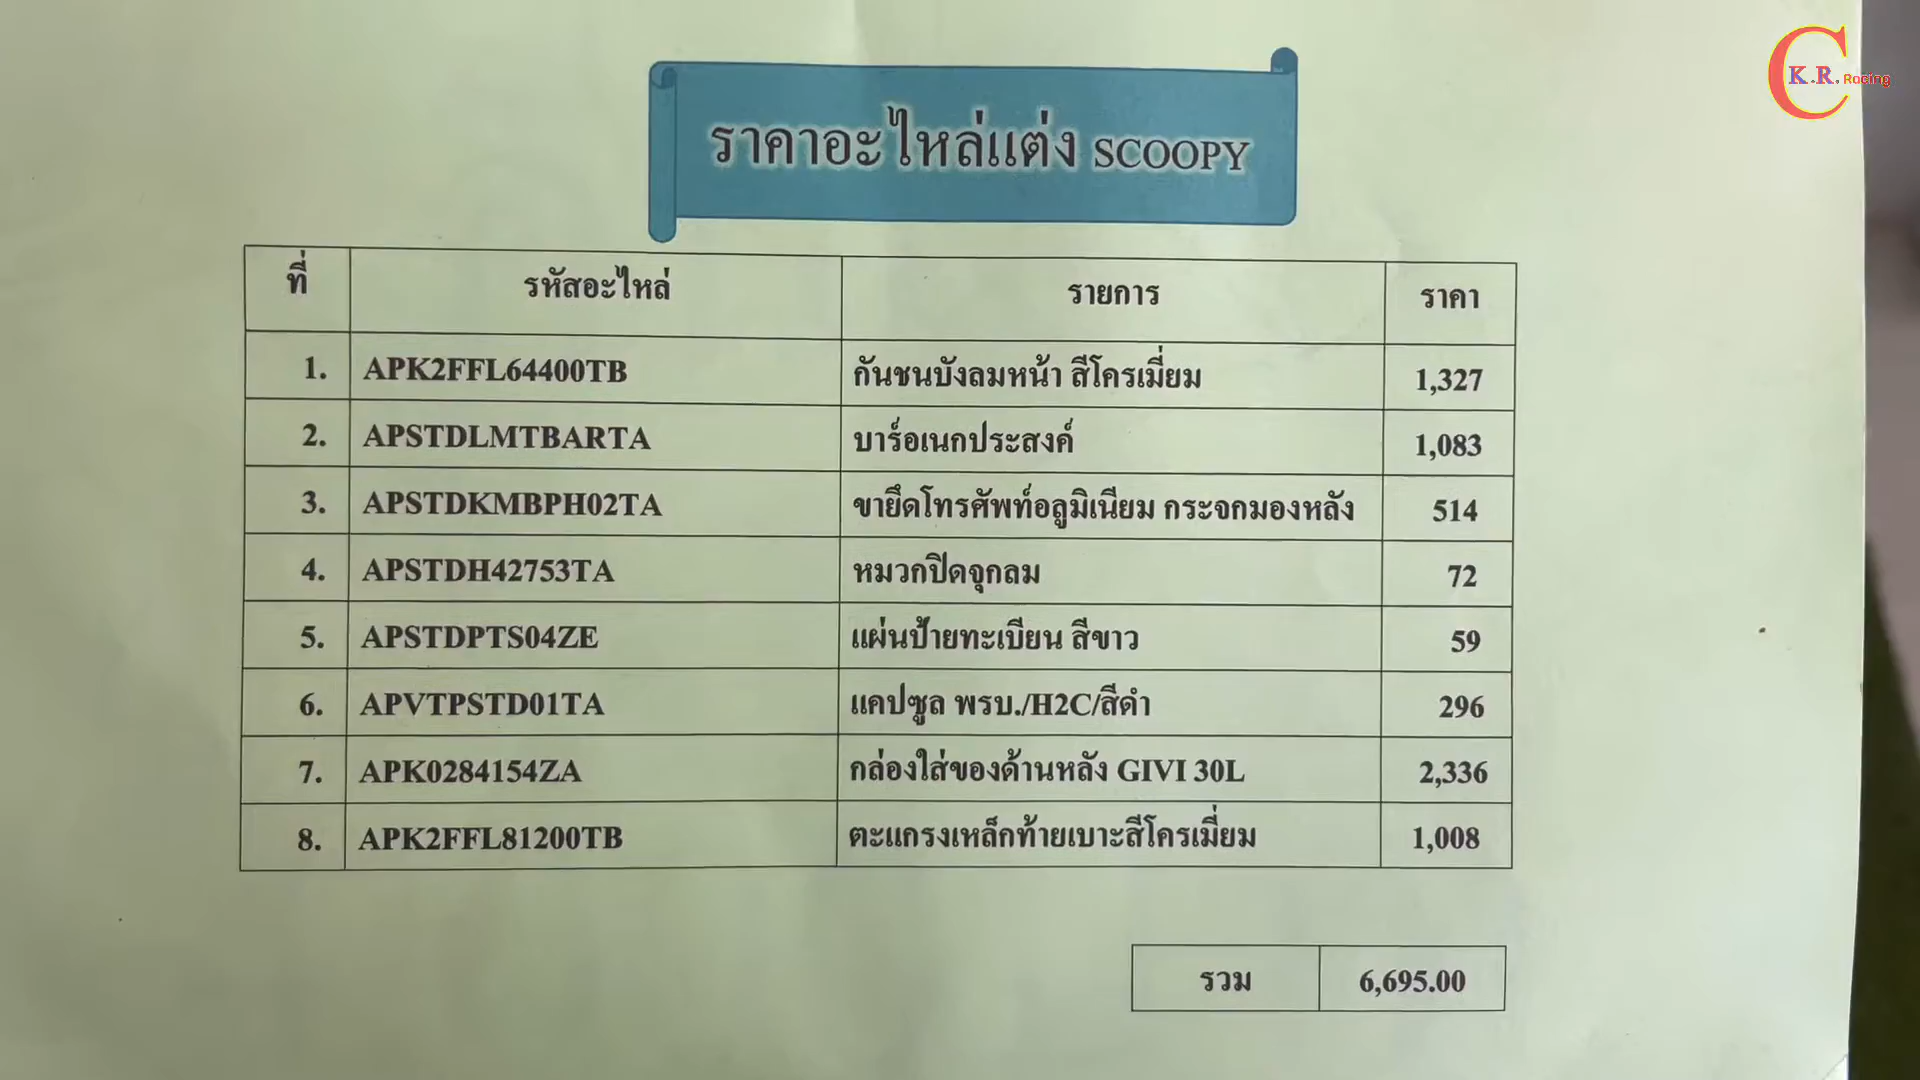 C K.R. Racing
ราคาอะไหล่แต่ง SCOOPY
ที่ รหัสอะไหล่ รายการ ราคา
1. APK2FFL64400TB กันชนบังลมหน้า สีโครเมี่ยม 1,327
2. APSTDLMTBARTA บาร์อเนกประสงค์ 1,083
3. APSTDKMBPH02TA ขายึดโทรศัพท์อลูมิเนียม กระจกมองหลัง 514
4. APSTDH42753TA หมวกปิดจุกลม 72
5. APSTDPTS04ZE แผ่นป้ายทะเบียน สีขาว 59
6. APVTPSTD01TA แคปซูล พรบ./H2C/สีดำ 296
7. APK0284154ZA กล่องใส่ของด้านหลัง GIVI 30L 2,336
8. APK2FFL81200TB ตะแกรงเหล็กท้ายเบาะสีโครเมี่ยม 1,008
รวม 6,695.00